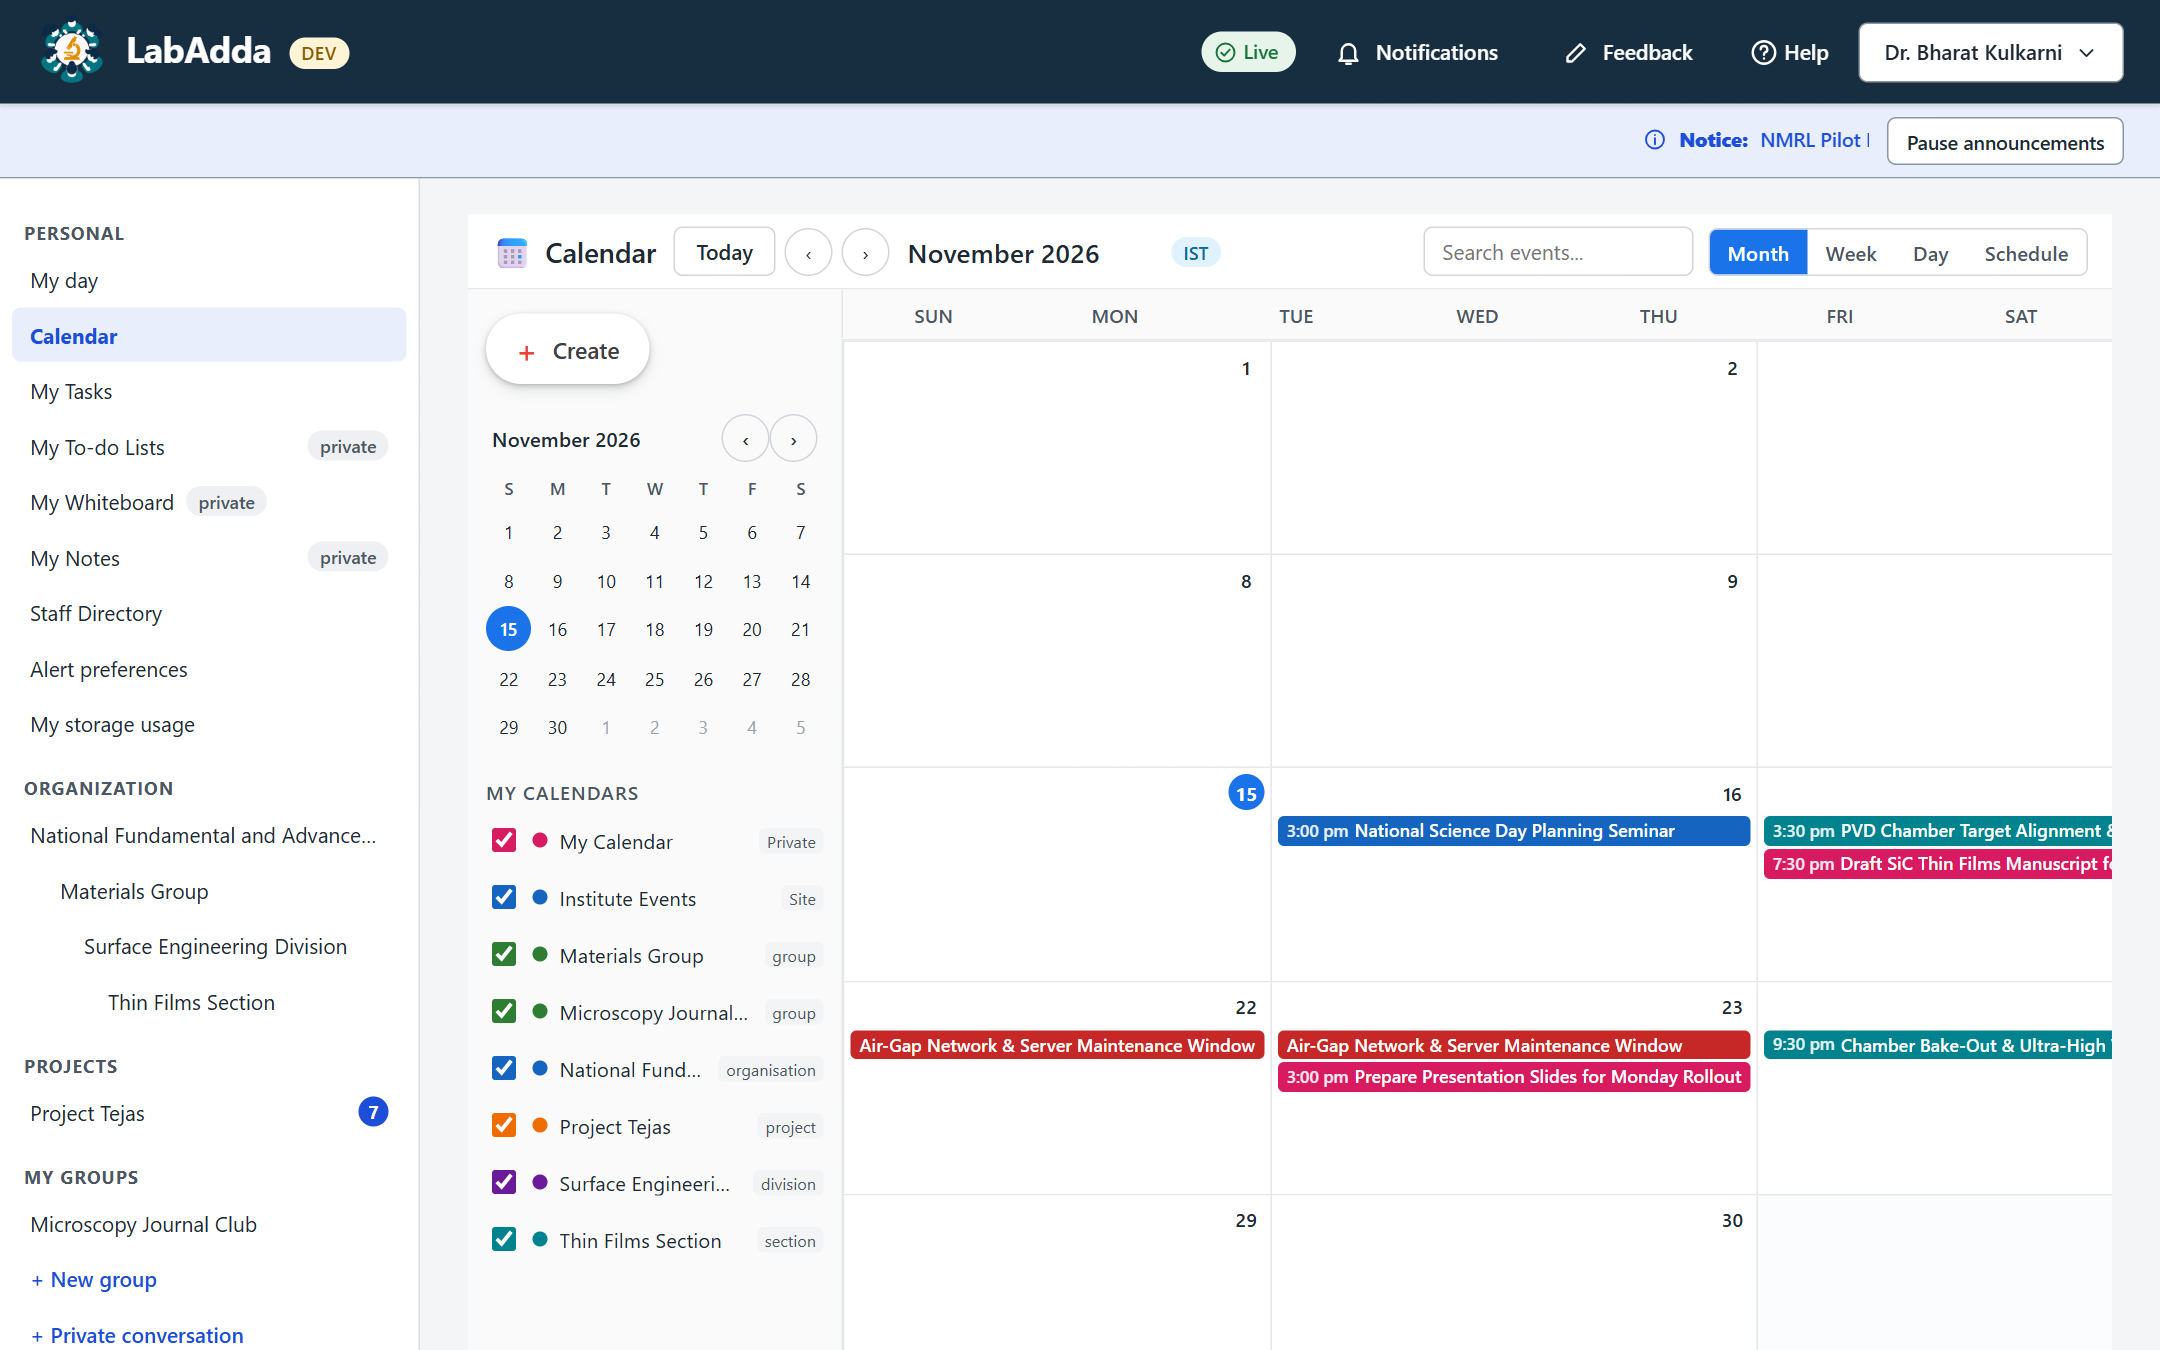 LabAdda DEV
Live
Notifications
Feedback
Help
Dr. Bharat Kulkarni
Notice: NMRL Pilot
Pause announcements
PERSONAL
My day
Calendar
My Tasks
My To-do Lists private
My Whiteboard private
My Notes private
Staff Directory
Alert preferences
My storage usage
ORGANIZATION
National Fundamental and Advance...
Materials Group
Surface Engineering Division
Thin Films Section
PROJECTS
Project Tejas 7
MY GROUPS
Microscopy Journal Club
+ New group
+ Private conversation
Calendar
Today
‹ ›
November 2026
IST
Search events...
Month Week Day Schedule
+ Create
November 2026 ‹ ›
S M T W T F S
1 2 3 4 5 6 7
8 9 10 11 12 13 14
15 16 17 18 19 20 21
22 23 24 25 26 27 28
29 30 1 2 3 4 5
MY CALENDARS
My Calendar Private
Institute Events Site
Materials Group group
Microscopy Journal... group
National Fund... organisation
Project Tejas project
Surface Engineeri... division
Thin Films Section section
SUN MON TUE WED THU FRI SAT
1 2
8 9
15 16
3:00 pm National Science Day Planning Seminar
3:30 pm PVD Chamber Target Alignment &
7:30 pm Draft SiC Thin Films Manuscript
22 23
Air-Gap Network & Server Maintenance Window
Air-Gap Network & Server Maintenance Window
3:00 pm Prepare Presentation Slides for Monday Rollout
9:30 pm Chamber Bake-Out & Ultra-High
29 30